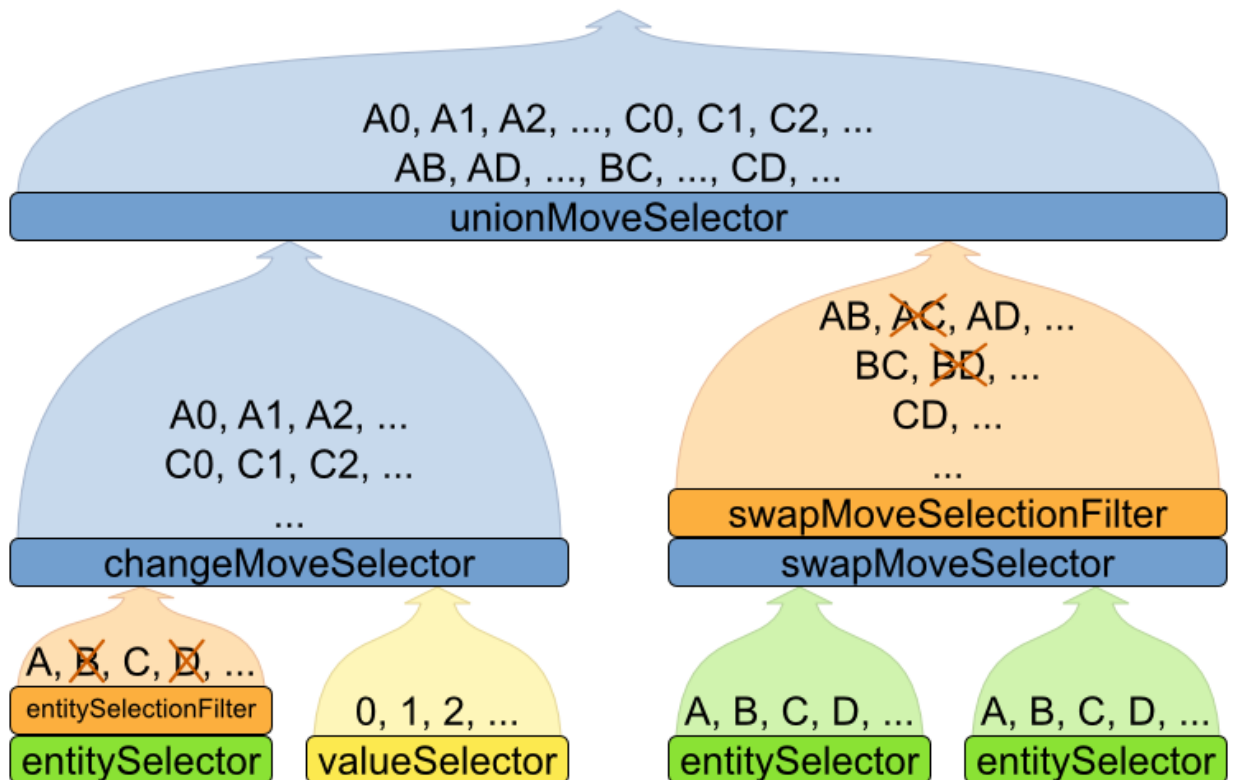 A0, A1, A2, ..., C0, C1, C2, ...
AB, AD, ..., BC, ..., CD, ...
unionMoveSelector
AB, AC, AD, ...
BC, BD, ...
CD, ...
...
swapMoveSelectionFilter
swapMoveSelector
A0, A1, A2, ...
C0, C1, C2, ...
...
changeMoveSelector
A, B, C, D, ...
entitySelectionFilter
entitySelector
0, 1, 2, ...
valueSelector
A, B, C, D, ...
entitySelector
A, B, C, D, ...
entitySelector